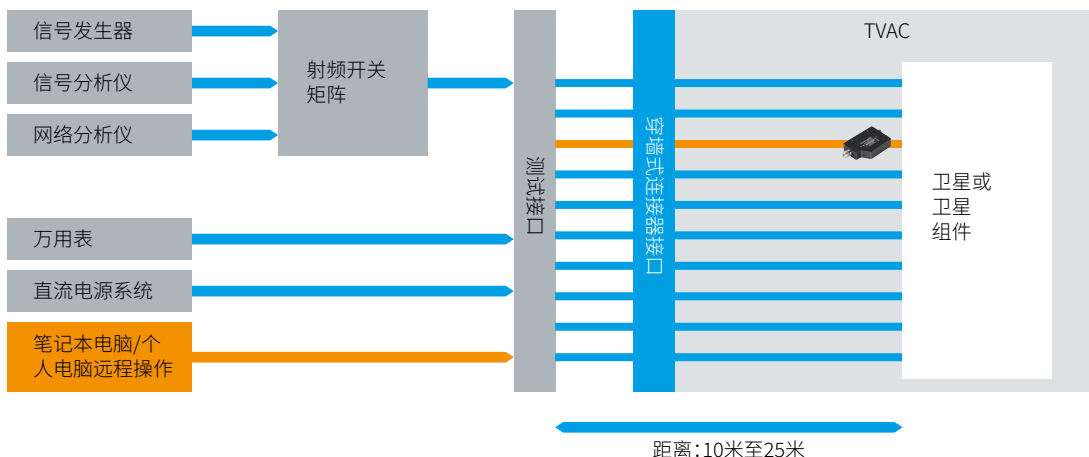 信号发生器
信号分析仪
网络分析仪
射频开关
矩阵
万用表
直流电源系统
笔记本电脑/个
人电脑远程操作
测试接口
穿墙式连接器接口
TVAC
卫星或
卫星
组件
距离:10米至25米